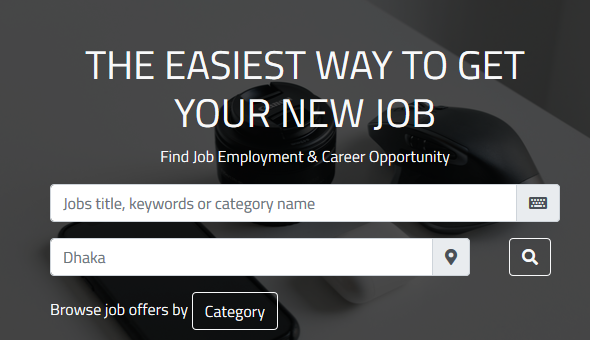 THE EASIEST WAY TO GET
YOUR NEW JOB
Find Job Employment & Career Opportunity
Jobs title, keywords or category name
Dhaka
Browse job offers by Category